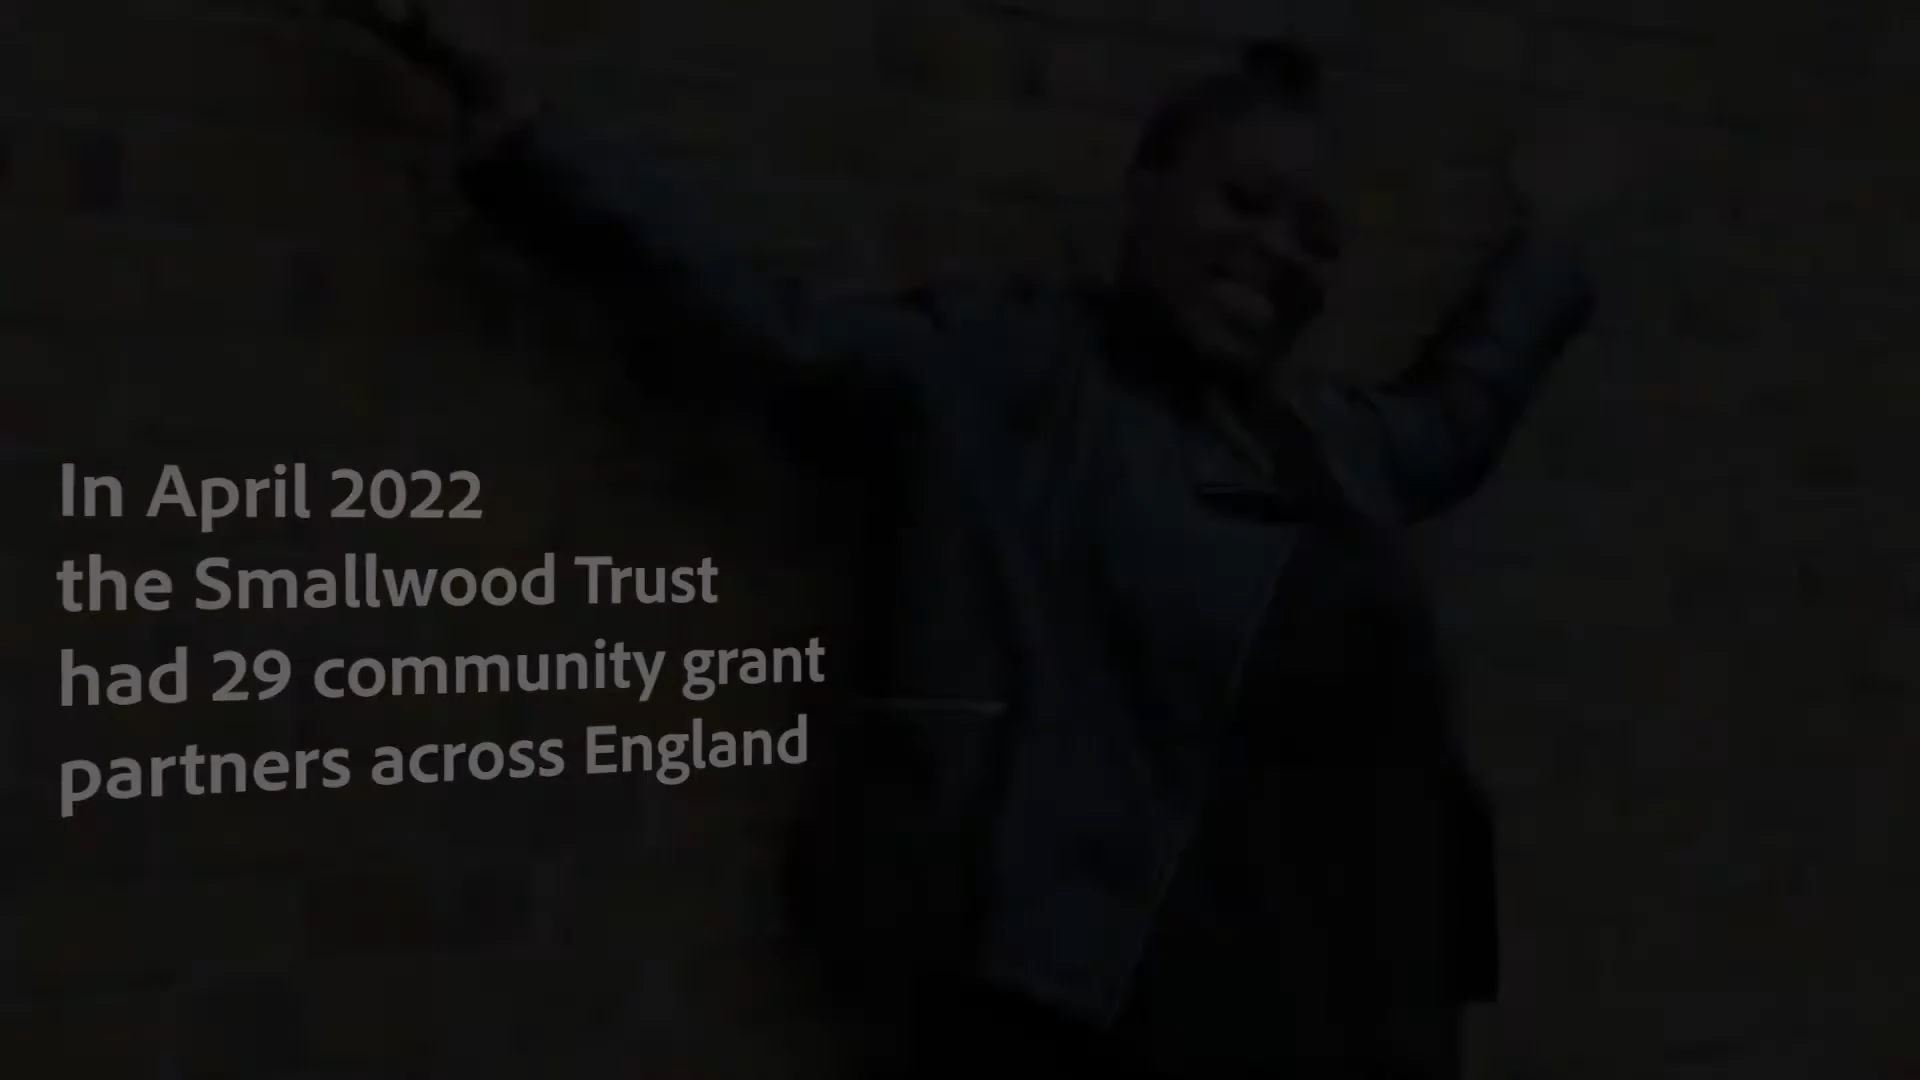 In April 2022
the Smallwood Trust
had 29 community grant
partners across England